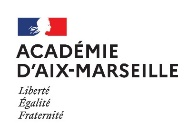 ACADÉMIE
D'AIX-MARSEILLE
Liberté
Égalité
Fraternité